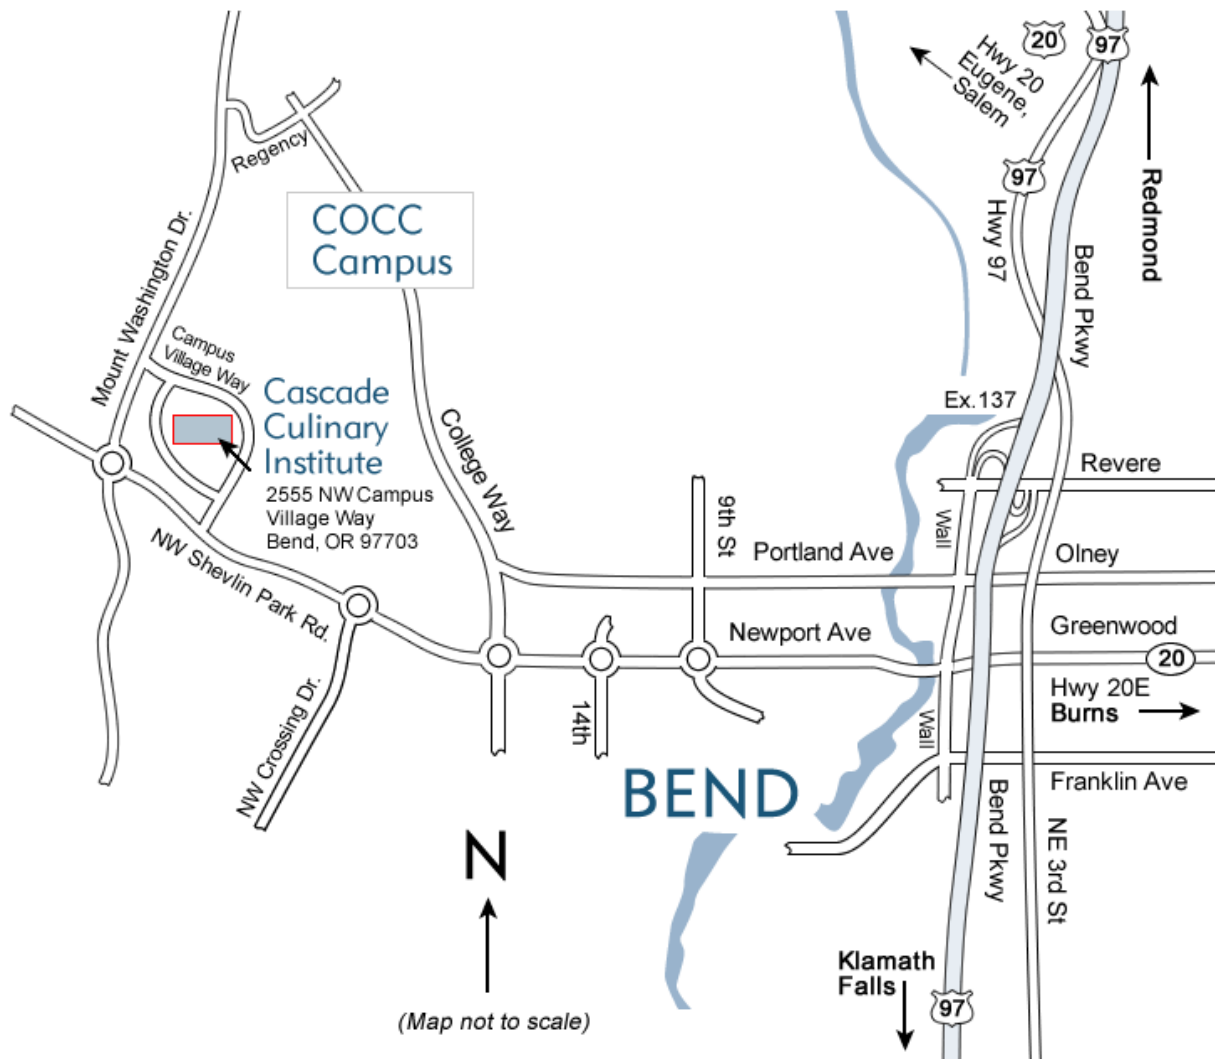 20
97
Hwy 20
Eugene,
Salem
97
Redmond
Regency
COCC
Campus
Hwy 97
Bend Pkwy
Mount Washington Dr.
Campus
Village Way
Cascade
Culinary
Institute
2555 NW Campus
Village Way
Bend, OR 97703
Ex.137
College Way
Revere
9th St
Wall
Portland Ave
Olney
NW Shevlin Park Rd.
Newport Ave
Greenwood
20
Hwy 20E
Burns
NW Crossing Dr.
14th
Wall
BEND
Franklin Ave
Bend Pkwy
NE 3rd St
N
Klamath
Falls
97
(Map not to scale)